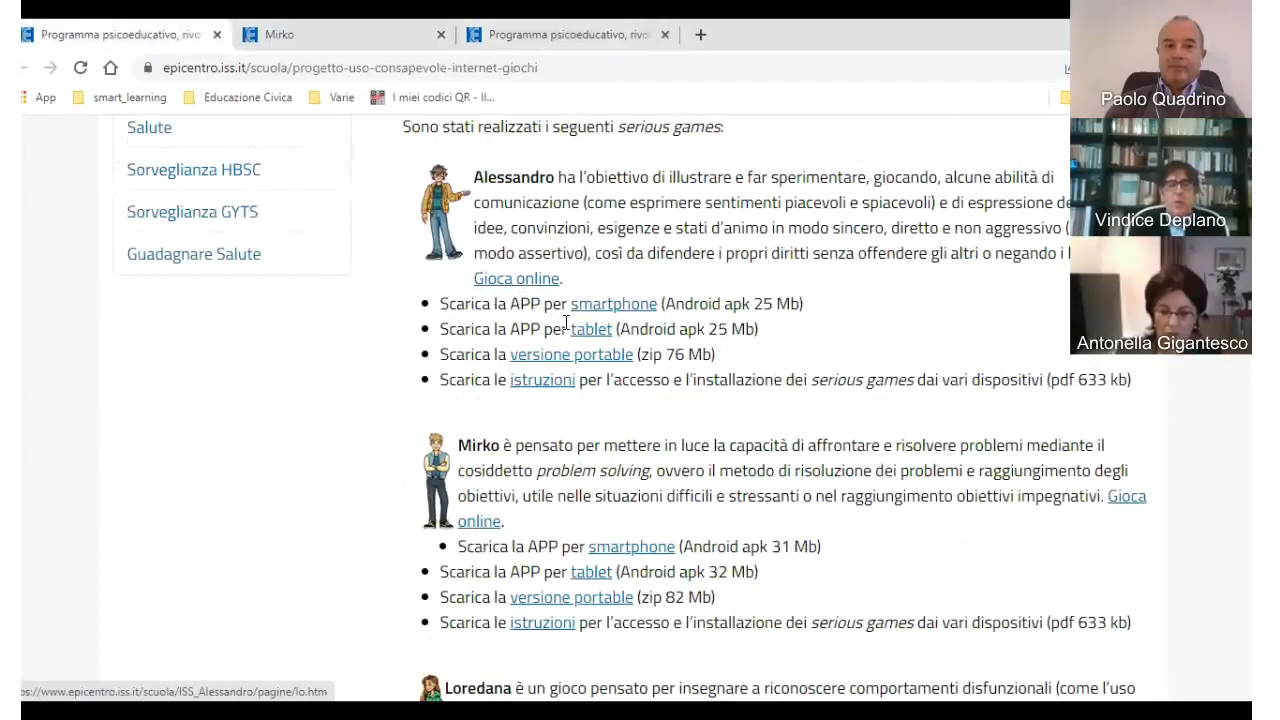 Programma psicoeducativo, rivo
Mirko
Programma psicoeducativo, rivo
epicentro.iss.it/scuola/progetto-uso-consapevole-internet-giochi
App
smart_learning
Educazione Civica
Varie
I miei codici QR - Il...
Salute
Sorveglianza HBSC
Sorveglianza GYTS
Guadagnare Salute
Sono stati realizzati i seguenti serious games:
Alessandro ha l'obiettivo di illustrare e far sperimentare, giocando, alcune abilità di
comunicazione (come esprimere sentimenti piacevoli e spiacevoli) e di espressione de
idee, convinzioni, esigenze e stati d'animo in modo sincero, diretto e non aggressivo (
modo assertivo), così da difendere i propri diritti senza offendere gli altri o negando i l
Gioca online.
• Scarica la APP per smartphone (Android apk 25 Mb)
• Scarica la APP per tablet (Android apk 25 Mb)
• Scarica la versione portable (zip 76 Mb)
• Scarica le istruzioni per l'accesso e l'installazione dei serious games dai vari dispositivi (pdf 633 kb)
Mirko è pensato per mettere in luce la capacità di affrontare e risolvere problemi mediante il
cosiddetto problem solving, ovvero il metodo di risoluzione dei problemi e raggiungimento degli
obiettivi, utile nelle situazioni difficili e stressanti o nel raggiungimento obiettivi impegnativi. Gioca
online.
• Scarica la APP per smartphone (Android apk 31 Mb)
• Scarica la APP per tablet (Android apk 32 Mb)
• Scarica la versione portable (zip 82 Mb)
• Scarica le istruzioni per l'accesso e l'installazione dei serious games dai vari dispositivi (pdf 633 kb)
Loredana è un gioco pensato per insegnare a riconoscere comportamenti disfunzionali (come l'uso
ps://www.epicentro.iss.it/scuola/ISS_Alessandro/pagine/lo.htm
Paolo Quadrino
Vindice Deplano
Antonella Gigantesco